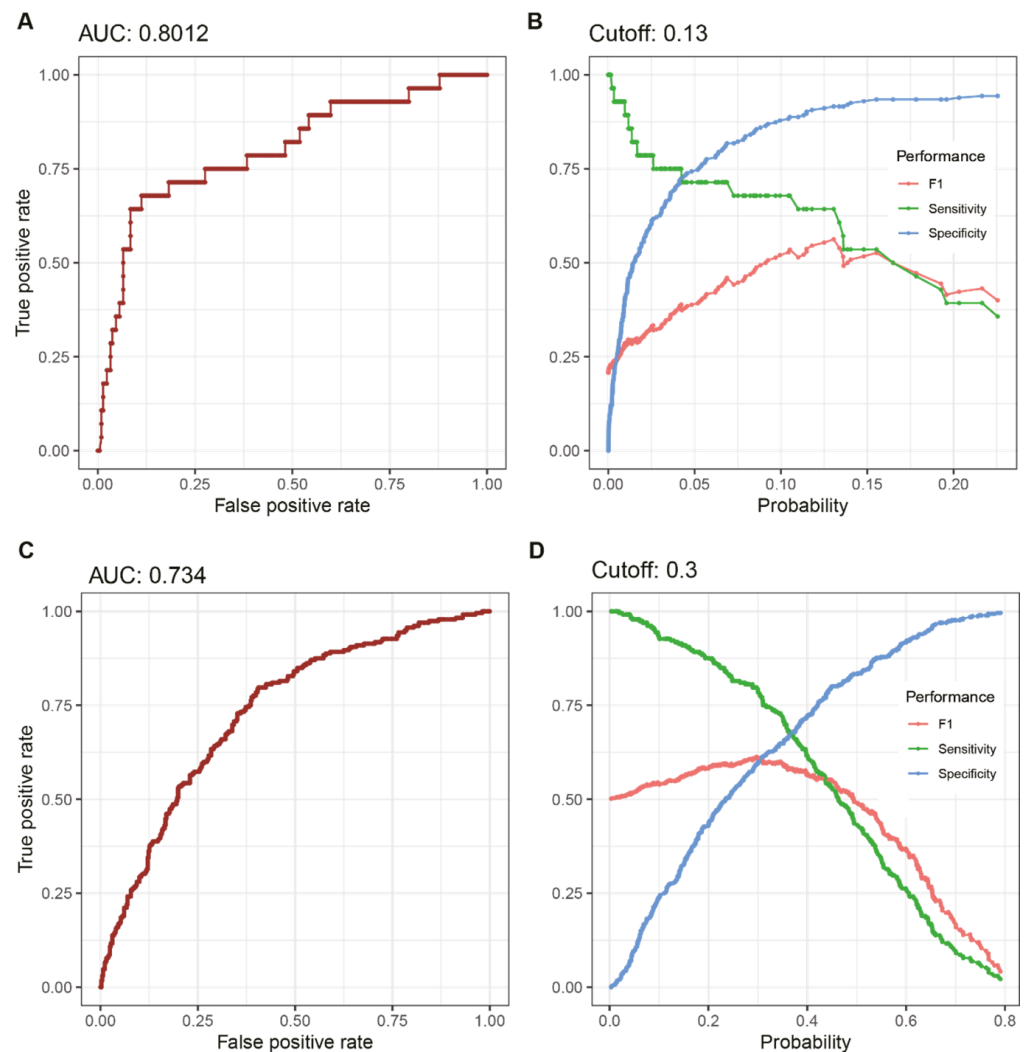 A
AUC: 0.8012
1.00
0.75
0.50
0.25
0.00
True positive rate
0.00 0.25 0.50 0.75 1.00
False positive rate
B
Cutoff: 0.13
1.00
0.75
0.50
0.25
0.00
Performance
F1
Sensitivity
Specificity
0.00 0.05 0.10 0.15 0.20
Probability
C
AUC: 0.734
1.00
0.75
0.50
0.25
0.00
True positive rate
0.00 0.25 0.50 0.75 1.00
False positive rate
D
Cutoff: 0.3
1.00
0.75
0.50
0.25
0.00
Performance
F1
Sensitivity
Specificity
0.0 0.2 0.4 0.6 0.8
Probability